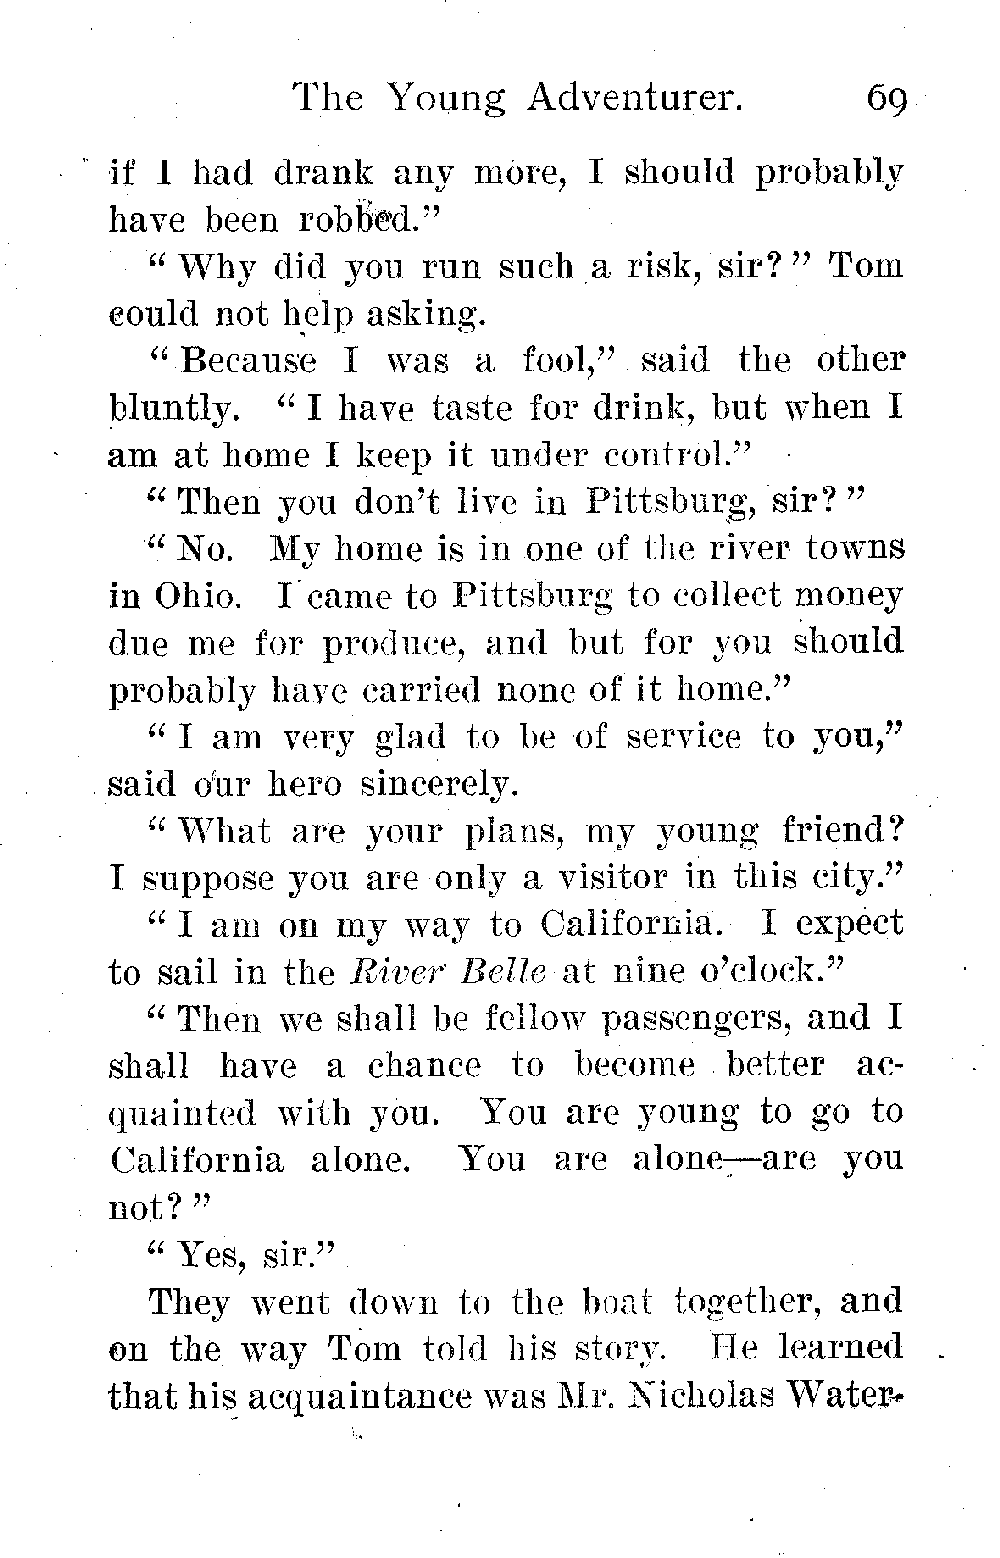 The Young Adventurer. 69
if I had drank any more, I should probably
have been robbed."
"Why did you run such a risk, sir?" Tom
could not help asking.
"Because I was a fool," said the other
bluntly. "I have taste for drink, but when I
am at home I keep it under control."
"Then you don't live in Pittsburg, sir?"
"No. My home is in one of the river towns
in Ohio. I came to Pittsburg to collect money
due me for produce, and but for you should
probably have carried none of it home."
"I am very glad to be of service to you,"
said our hero sincerely.
"What are your plans, my young friend?
I suppose you are only a visitor in this city."
"I am on my way to California. I expect
to sail in the River Belle at nine o'clock."
"Then we shall be fellow passengers, and I
shall have a chance to become better ac-
quainted with you. You are young to go to
California alone. You are alone—are you
not?"
"Yes, sir."
They went down to the boat together, and
on the way Tom told his story. He learned
that his acquaintance was Mr. Nicholas Water-